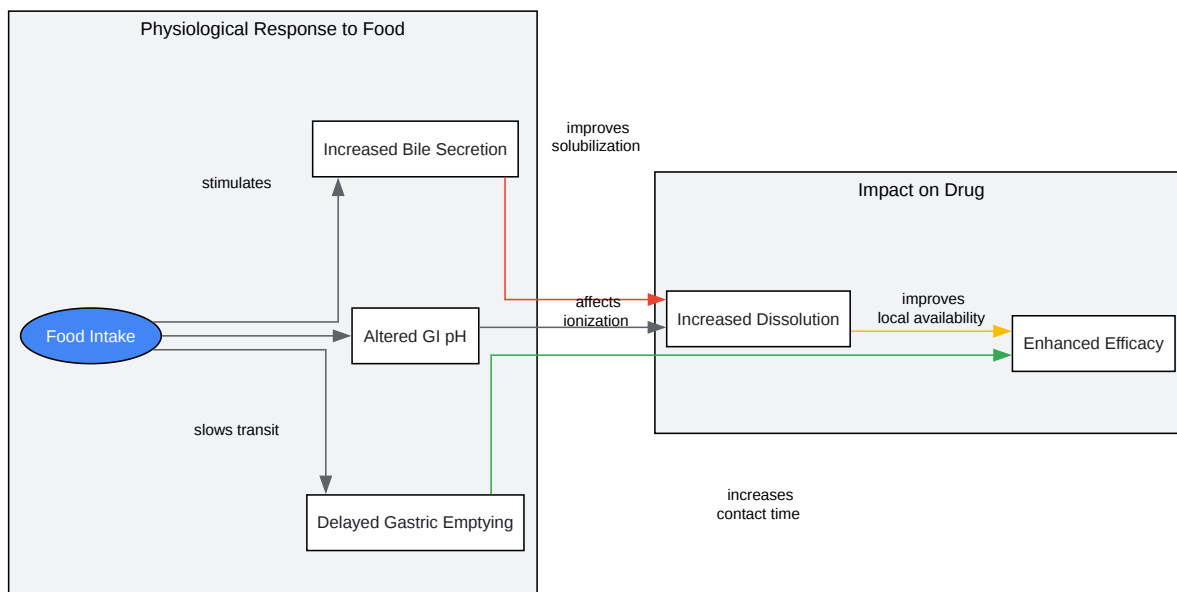 Physiological Response to Food
Increased Bile Secretion
improves
solubilization
stimulates
Impact on Drug
Food Intake
Altered GI pH
affects
ionization
Increased Dissolution
improves
local availability
Enhanced Efficacy
slows transit
Delayed Gastric Emptying
increases
contact time